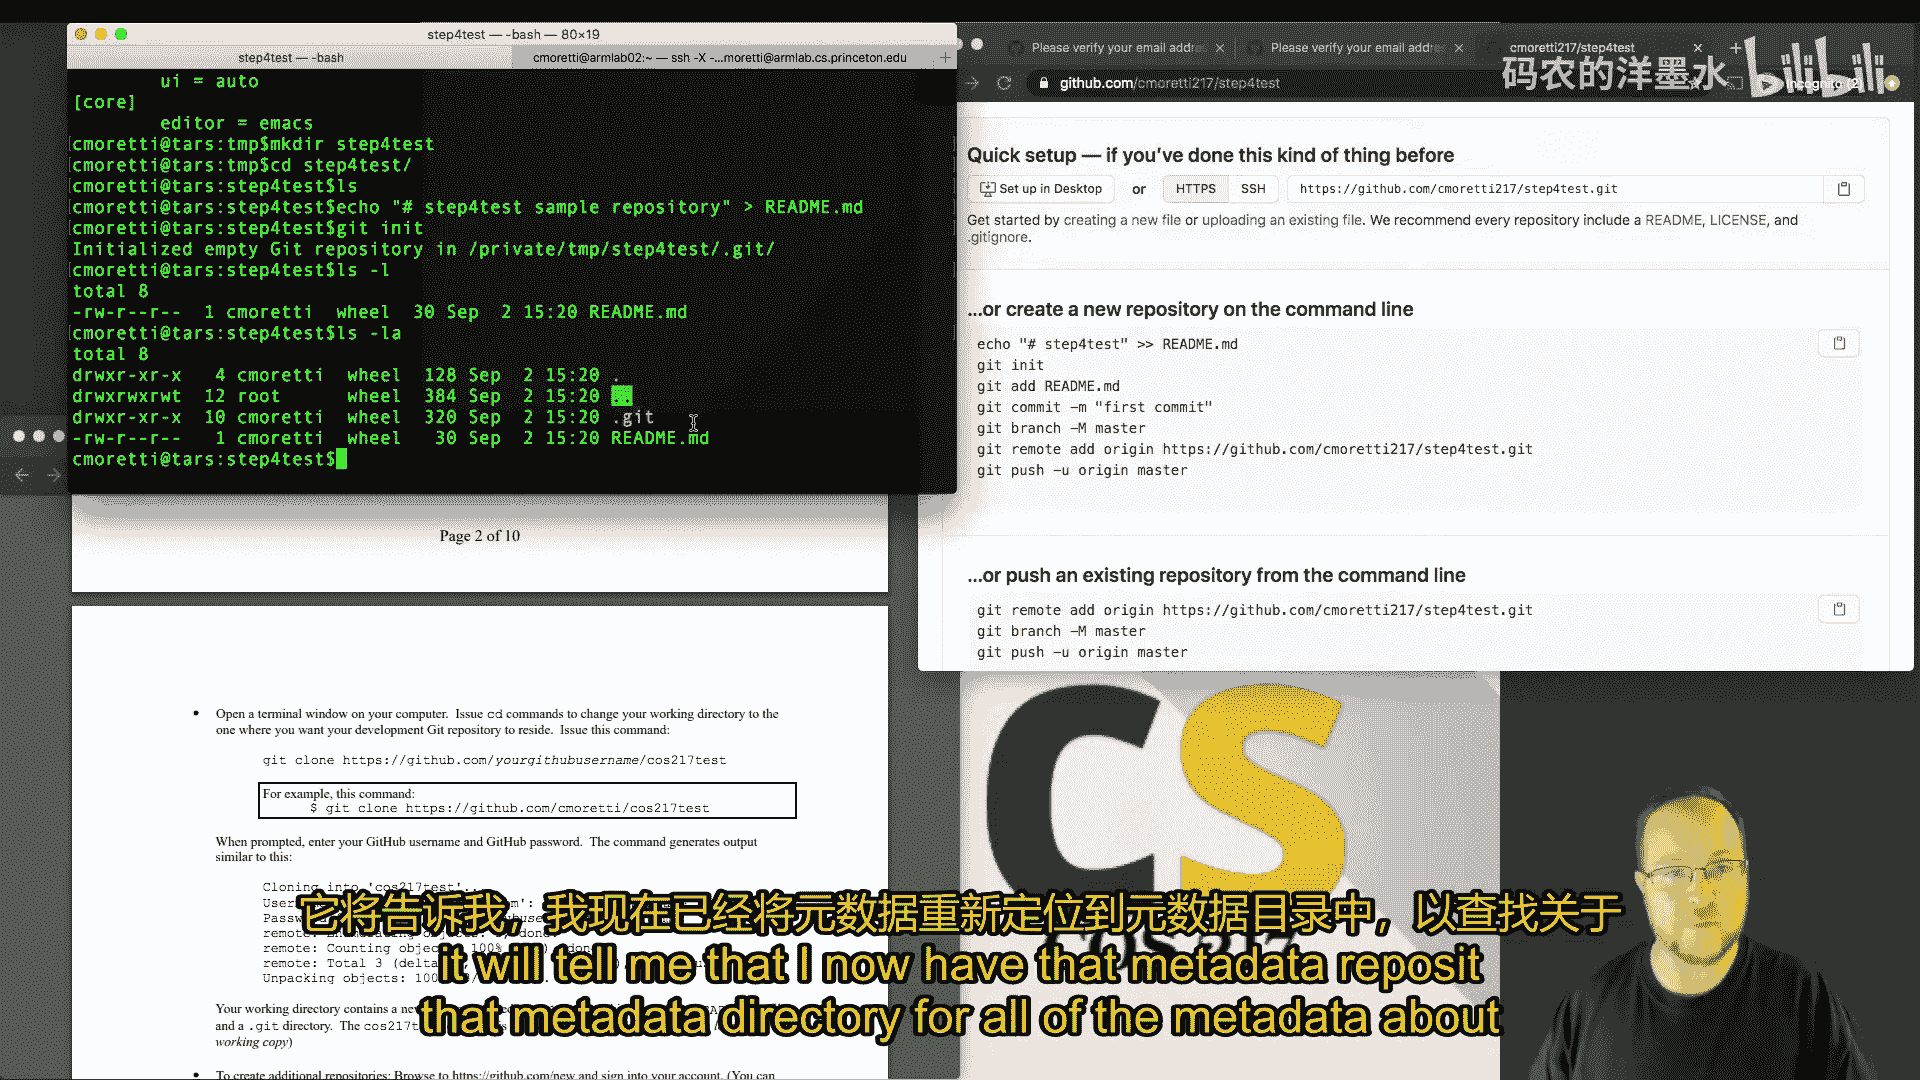 step4test — -bash — 80×19
step4test — -bash
cmoretti@armlab02:~ — ssh -X -...moretti@armlab.cs.princeton.edu
ui = auto
[core]
editor = emacs
cmoretti@tars:tmp$mkdir step4test
cmoretti@tars:tmp$cd step4test/
cmoretti@tars:step4test$ls
cmoretti@tars:step4test$echo "# step4test sample repository" > README.md
cmoretti@tars:step4test$git init
Initialized empty Git repository in /private/tmp/step4test/.git/
cmoretti@tars:step4test$ls -l
total 8
-rw-r--r-- 1 cmoretti wheel 30 Sep 2 15:20 README.md
cmoretti@tars:step4test$ls -la
total 8
drwxr-xr-x 4 cmoretti wheel 128 Sep 2 15:20 .
drwxrwxrwt 12 root wheel 384 Sep 2 15:20 ..
drwxr-xr-x 10 cmoretti wheel 320 Sep 2 15:20 .git
-rw-r--r-- 1 cmoretti wheel 30 Sep 2 15:20 README.md
cmoretti@tars:step4test$
Please verify your email addre
Please verify your email addre
cmoretti217/step4test
github.com/cmoretti217/step4test
Incognito (2)
码农的洋墨水
bilibili
Quick setup — if you've done this kind of thing before
Set up in Desktop or HTTPS SSH https://github.com/cmoretti217/step4test.git
Get started by creating a new file or uploading an existing file. We recommend every repository include a README, LICENSE, and
.gitignore.
...or create a new repository on the command line
echo "# step4test" >> README.md
git init
git add README.md
git commit -m "first commit"
git branch -M master
git remote add origin https://github.com/cmoretti217/step4test.git
git push -u origin master
...or push an existing repository from the command line
git remote add origin https://github.com/cmoretti217/step4test.git
git branch -M master
git push -u origin master
Page 2 of 10
• Open a terminal window on your computer. Issue cd commands to change your working directory to the
one where you want your development Git repository to reside. Issue this command:
git clone https://github.com/yourgithubusername/cos217test
For example, this command:
$ git clone https://github.com/cmoretti/cos217test
When prompted, enter your GitHub username and GitHub password. The command generates output
similar to this:
Cloning into 'cos217test'...
remote:
remote: Counting objec 100%
remote: Total 3 (delta
Unpacking objects: 100
Your working directory contains a new
and a .git directory. The cos217t
working copy)
• To create additional repositories: Browse to https://github.com/new and sign into your account. (You can
CS
COS 217
它将告诉我，我现在已经将元数据重新定位到元数据目录中，以查找关于
it will tell me that I now have that metadata reposit
that metadata directory for all of the metadata about